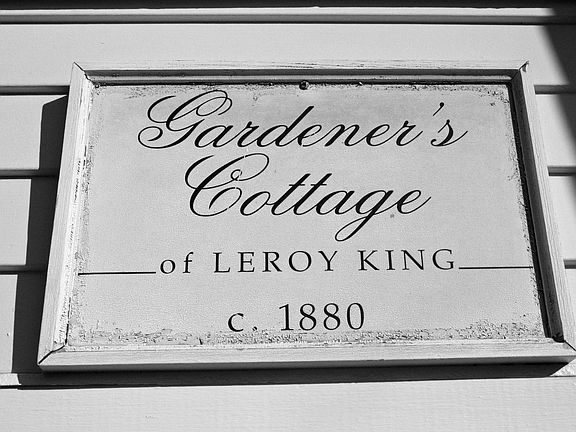 Gardener's
Cottage
of LEROY KING
c. 1880